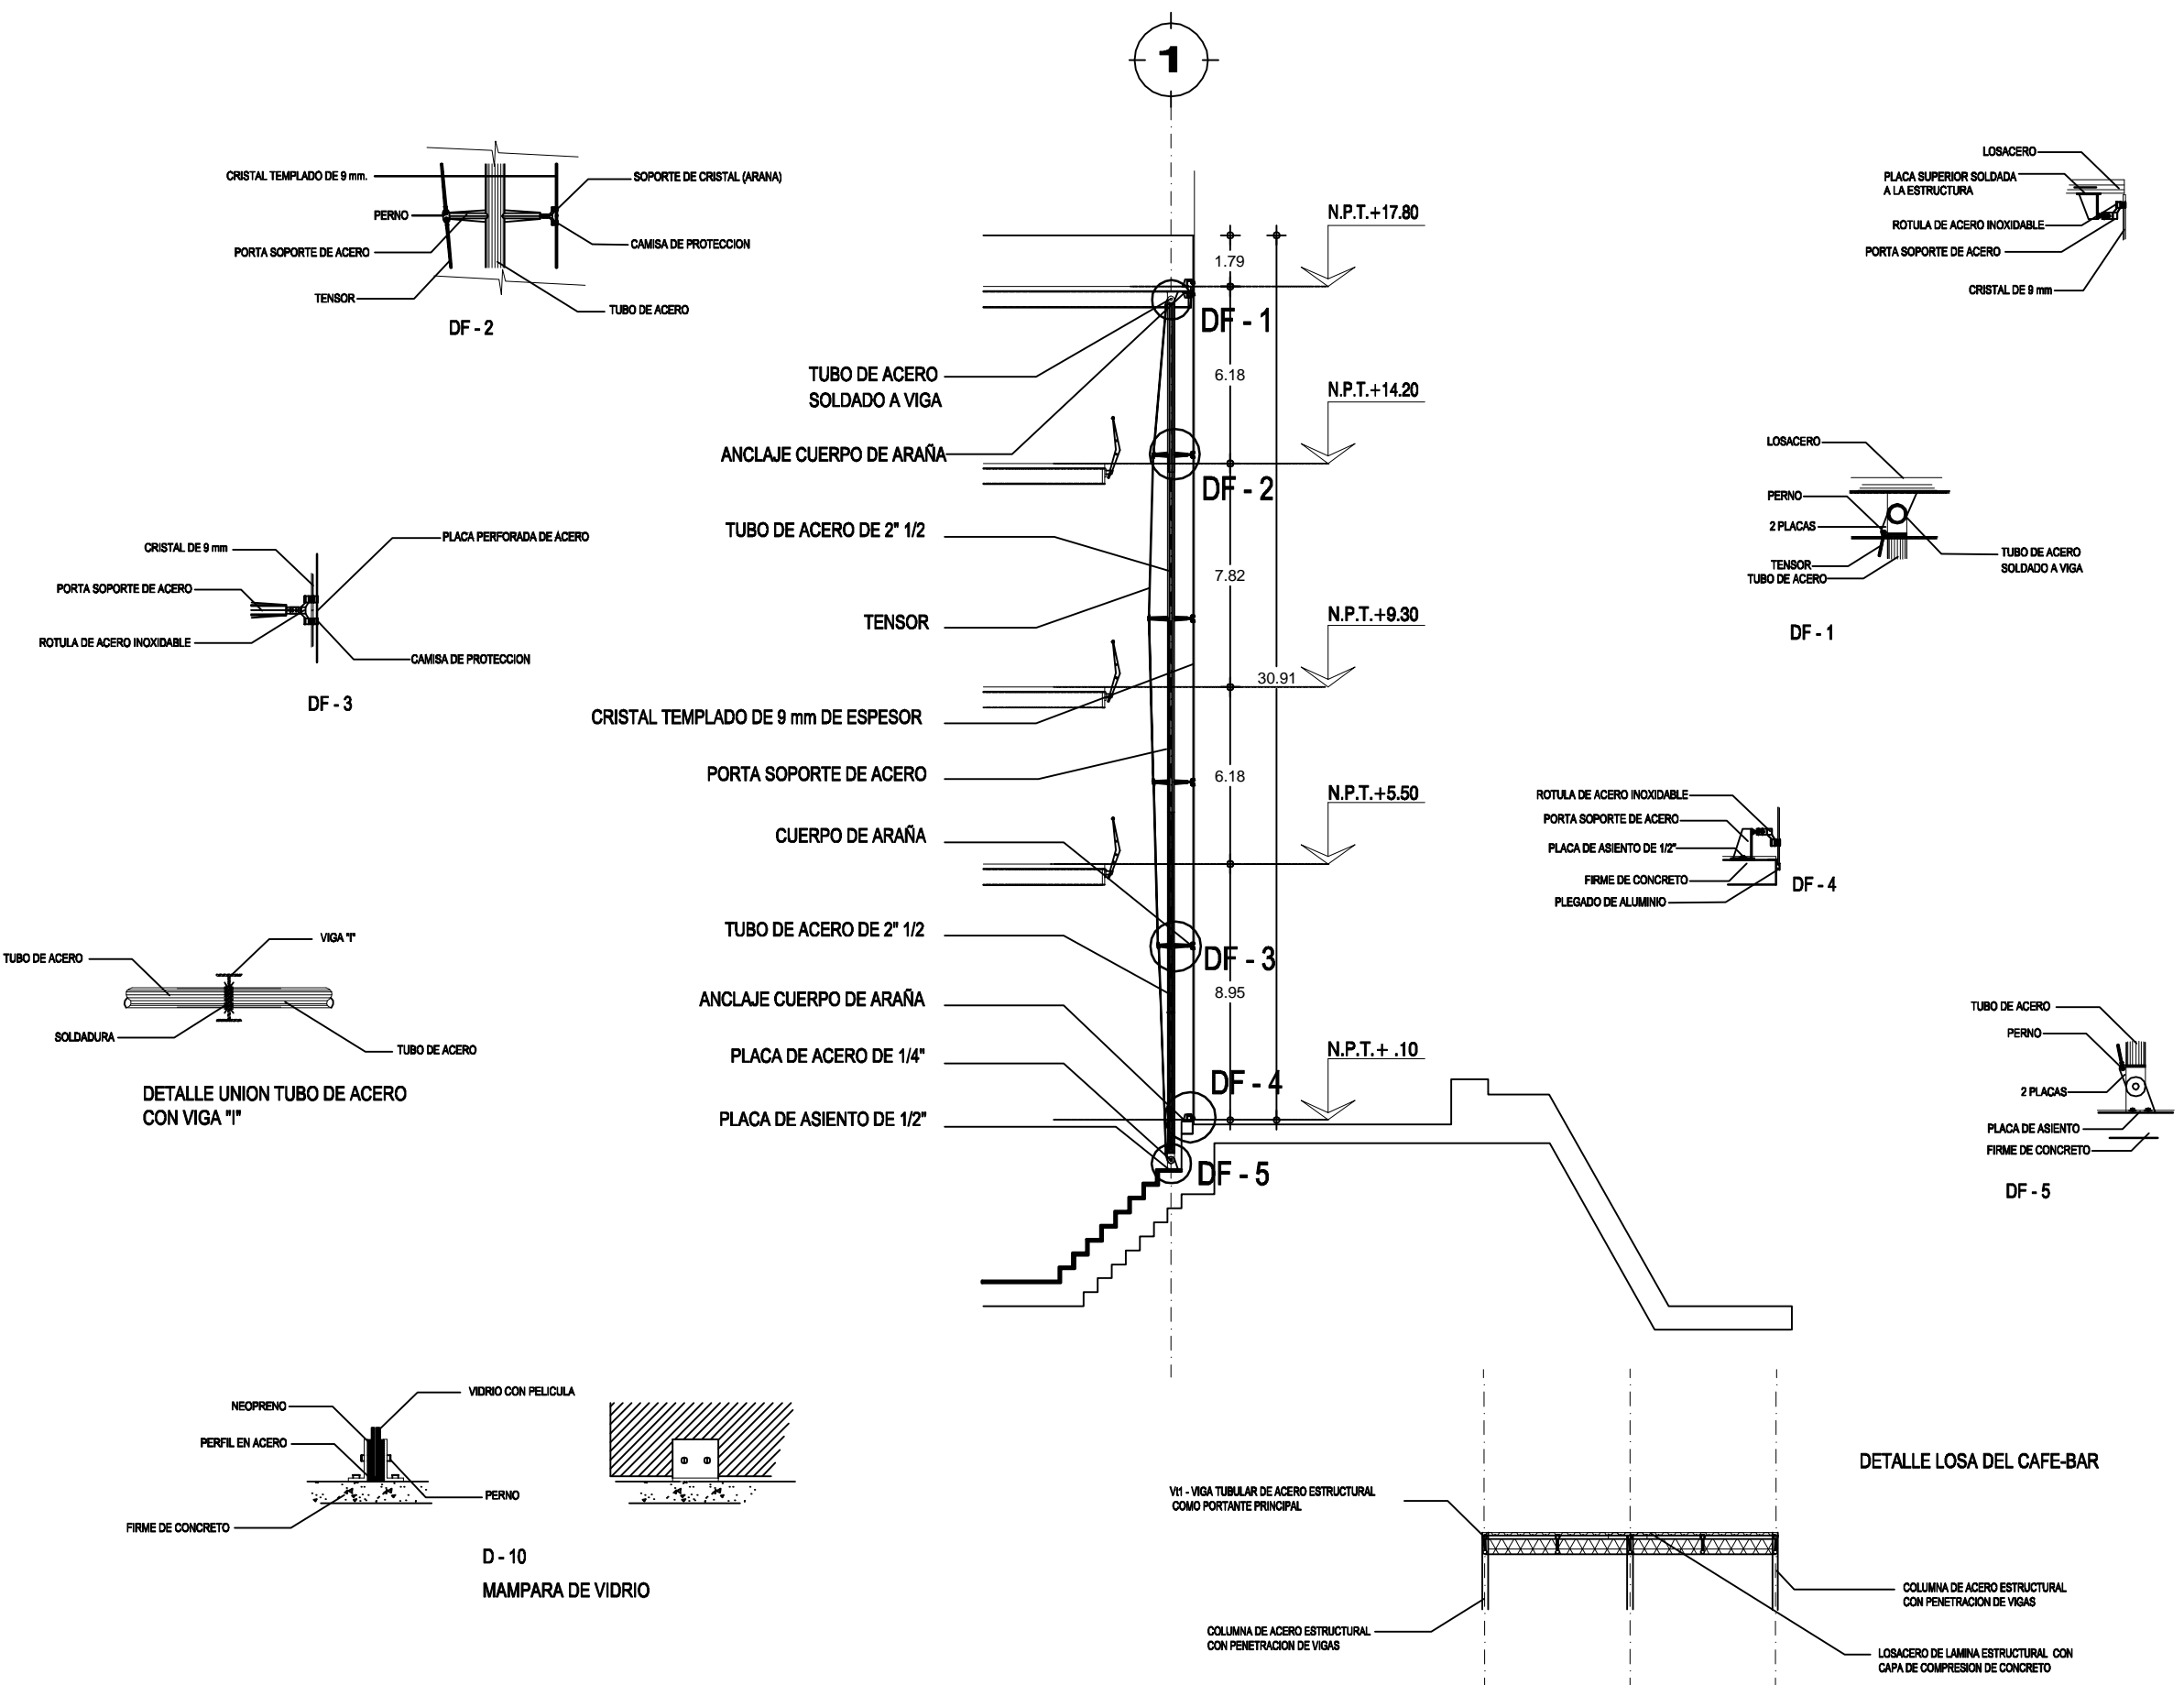 1
CRISTAL TEMPLADO DE 9 mm.
PERNO
PORTA SOPORTE DE ACERO
TENSOR
SOPORTE DE CRISTAL (ARANA)
CAMISA DE PROTECCION
TUBO DE ACERO
DF - 2
CRISTAL DE 9 mm
PORTA SOPORTE DE ACERO
ROTULA DE ACERO INOXIDABLE
PLACA PERFORADA DE ACERO
CAMISA DE PROTECCION
DF - 3
VIGA "I"
TUBO DE ACERO
SOLDADURA
TUBO DE ACERO
DETALLE UNION TUBO DE ACERO
CON VIGA "I"
NEOPRENO
PERFIL EN ACERO
FIRME DE CONCRETO
VIDRIO CON PELICULA
PERNO
D - 10
MAMPARA DE VIDRIO
TUBO DE ACERO
SOLDADO A VIGA
ANCLAJE CUERPO DE ARAÑA
TUBO DE ACERO DE 2" 1/2
TENSOR
CRISTAL TEMPLADO DE 9 mm DE ESPESOR
PORTA SOPORTE DE ACERO
CUERPO DE ARAÑA
TUBO DE ACERO DE 2" 1/2
ANCLAJE CUERPO DE ARAÑA
PLACA DE ACERO DE 1/4"
PLACA DE ASIENTO DE 1/2"
DF - 1
DF - 2
DF - 3
DF - 4
DF - 5
1.79
6.18
7.82
30.91
6.18
8.95
N.P.T.+17.80
N.P.T.+14.20
N.P.T.+9.30
N.P.T.+5.50
N.P.T.+ .10
LOSACERO
PLACA SUPERIOR SOLDADA
A LA ESTRUCTURA
ROTULA DE ACERO INOXIDABLE
PORTA SOPORTE DE ACERO
CRISTAL DE 9 mm
LOSACERO
PERNO
2 PLACAS
TENSOR
TUBO DE ACERO
TUBO DE ACERO
SOLDADO A VIGA
DF - 1
ROTULA DE ACERO INOXIDABLE
PORTA SOPORTE DE ACERO
PLACA DE ASIENTO DE 1/2"
FIRME DE CONCRETO
PLEGADO DE ALUMINIO
DF - 4
TUBO DE ACERO
PERNO
2 PLACAS
PLACA DE ASIENTO
FIRME DE CONCRETO
DF - 5
DETALLE LOSA DEL CAFE-BAR
Vt1 - VIGA TUBULAR DE ACERO ESTRUCTURAL
COMO PORTANTE PRINCIPAL
COLUMNA DE ACERO ESTRUCTURAL
CON PENETRACION DE VIGAS
COLUMNA DE ACERO ESTRUCTURAL
CON PENETRACION DE VIGAS
LOSACERO DE LAMINA ESTRUCTURAL CON
CAPA DE COMPRESION DE CONCRETO